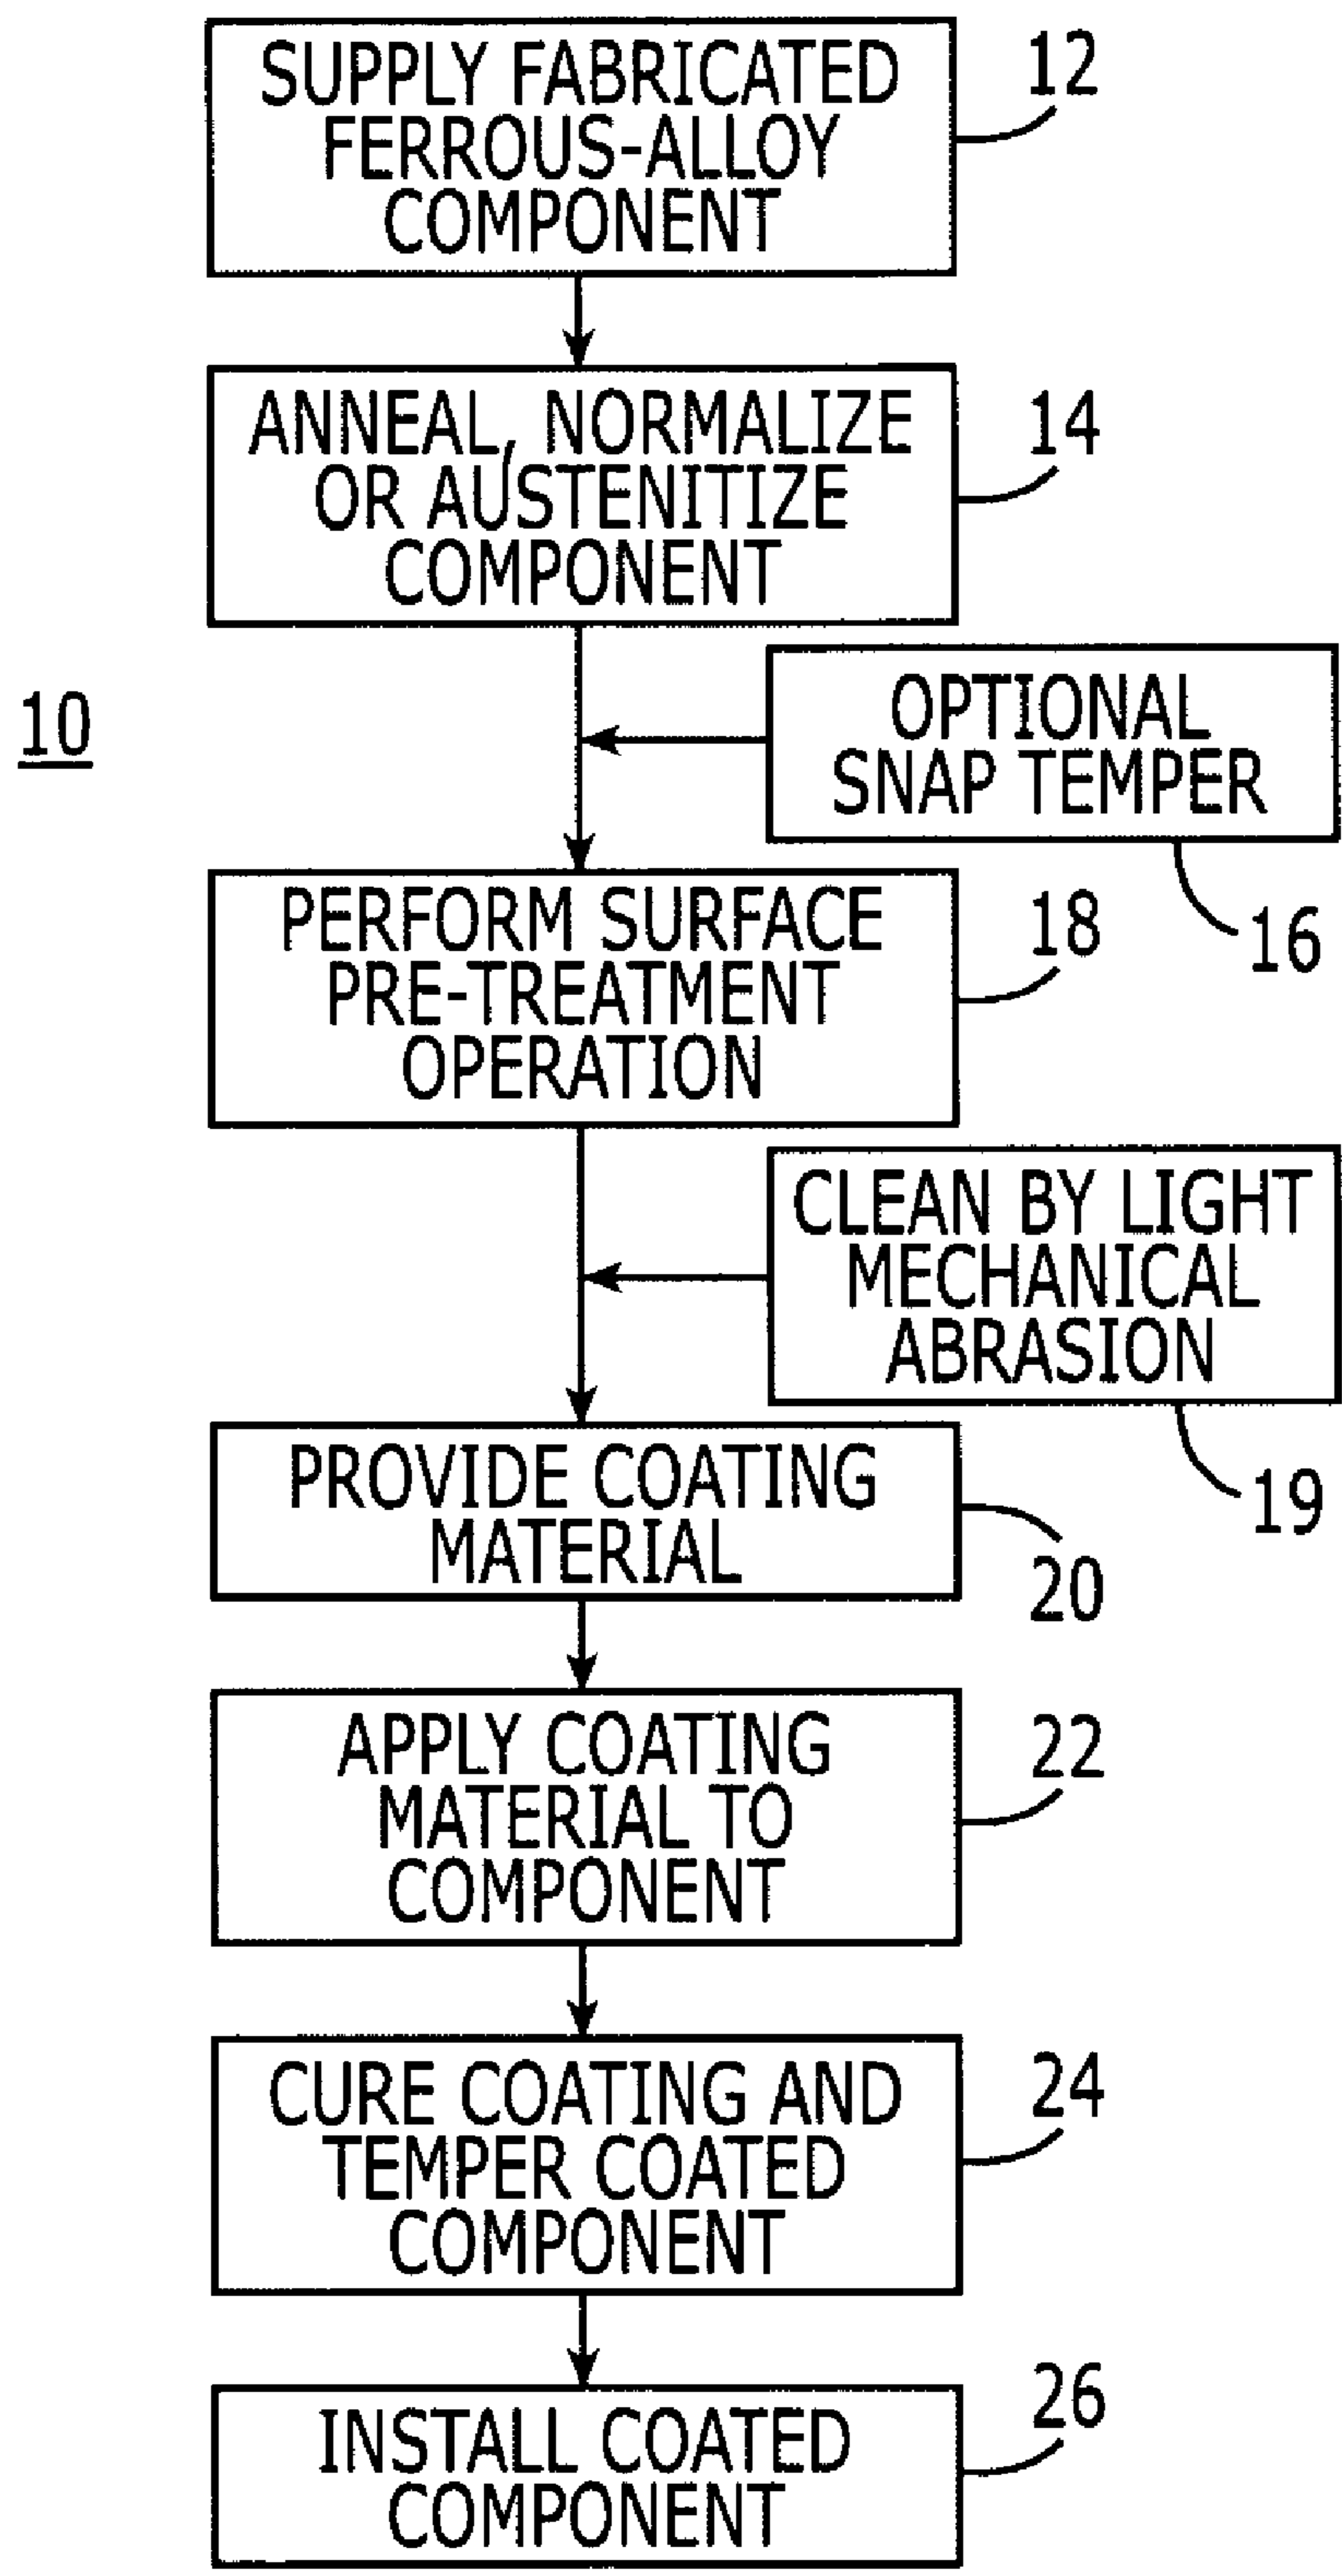 SUPPLY FABRICATED
FERROUS-ALLOY
COMPONENT
12
ANNEAL, NORMALIZE
OR AUSTENITIZE
COMPONENT
14
10
OPTIONAL
SNAP TEMPER
16
PERFORM SURFACE
PRE-TREATMENT
OPERATION
18
CLEAN BY LIGHT
MECHANICAL
ABRASION
19
PROVIDE COATING
MATERIAL
20
APPLY COATING
MATERIAL TO
COMPONENT
22
CURE COATING AND
TEMPER COATED
COMPONENT
24
INSTALL COATED
COMPONENT
26